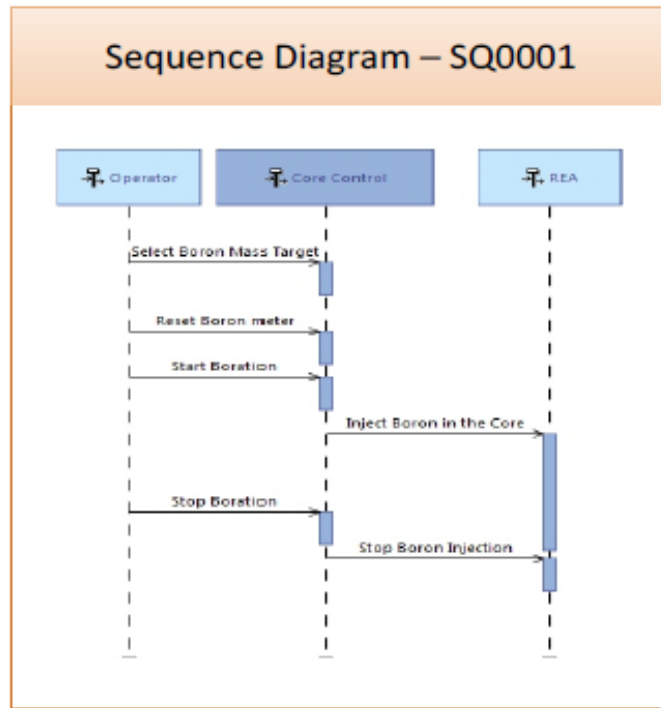 Sequence Diagram – SQ0001
Operator
Core Control
REA
Select Boron Mass Target
Reset Boron meter
Start Boration
Inject Boron in the Core
Stop Boration
Stop Boron Injection